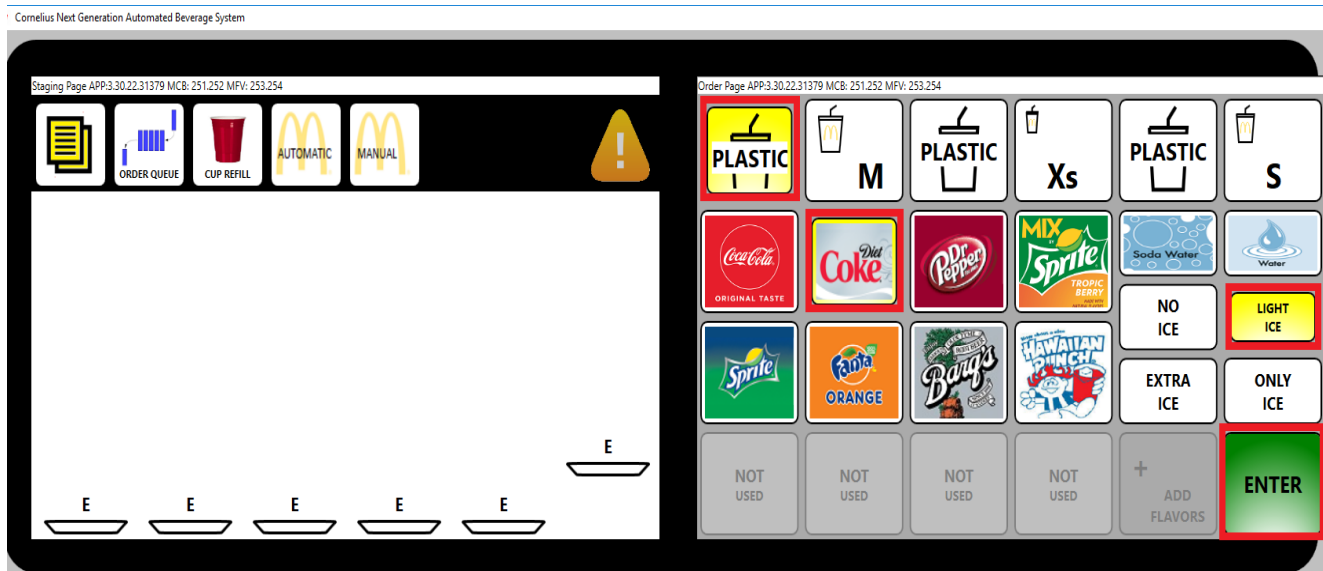 Cornelius Next Generation Automated Beverage System
Staging Page APP:3.30.22.31379 MCB: 251.252 MFV: 253.254
ORDER QUEUE
CUP REFILL
AUTOMATIC
MANUAL
!
E
E
E
E
E
E
Order Page APP:3.30.22.31379 MCB: 251.252 MFV: 253.254
PLASTIC
M
PLASTIC
Xs
PLASTIC
S
Coca-Cola
ORIGINAL TASTE
Diet
Coke
Dr
Pepper
MIX
Sprite
TROPIC
BERRY
Soda Water
Water
NO
ICE
LIGHT
ICE
Sprite
Fanta
ORANGE
Barq's
HAWAIIAN
PUNCH
EXTRA
ICE
ONLY
ICE
NOT
USED
NOT
USED
NOT
USED
NOT
USED
+
ADD
FLAVORS
ENTER